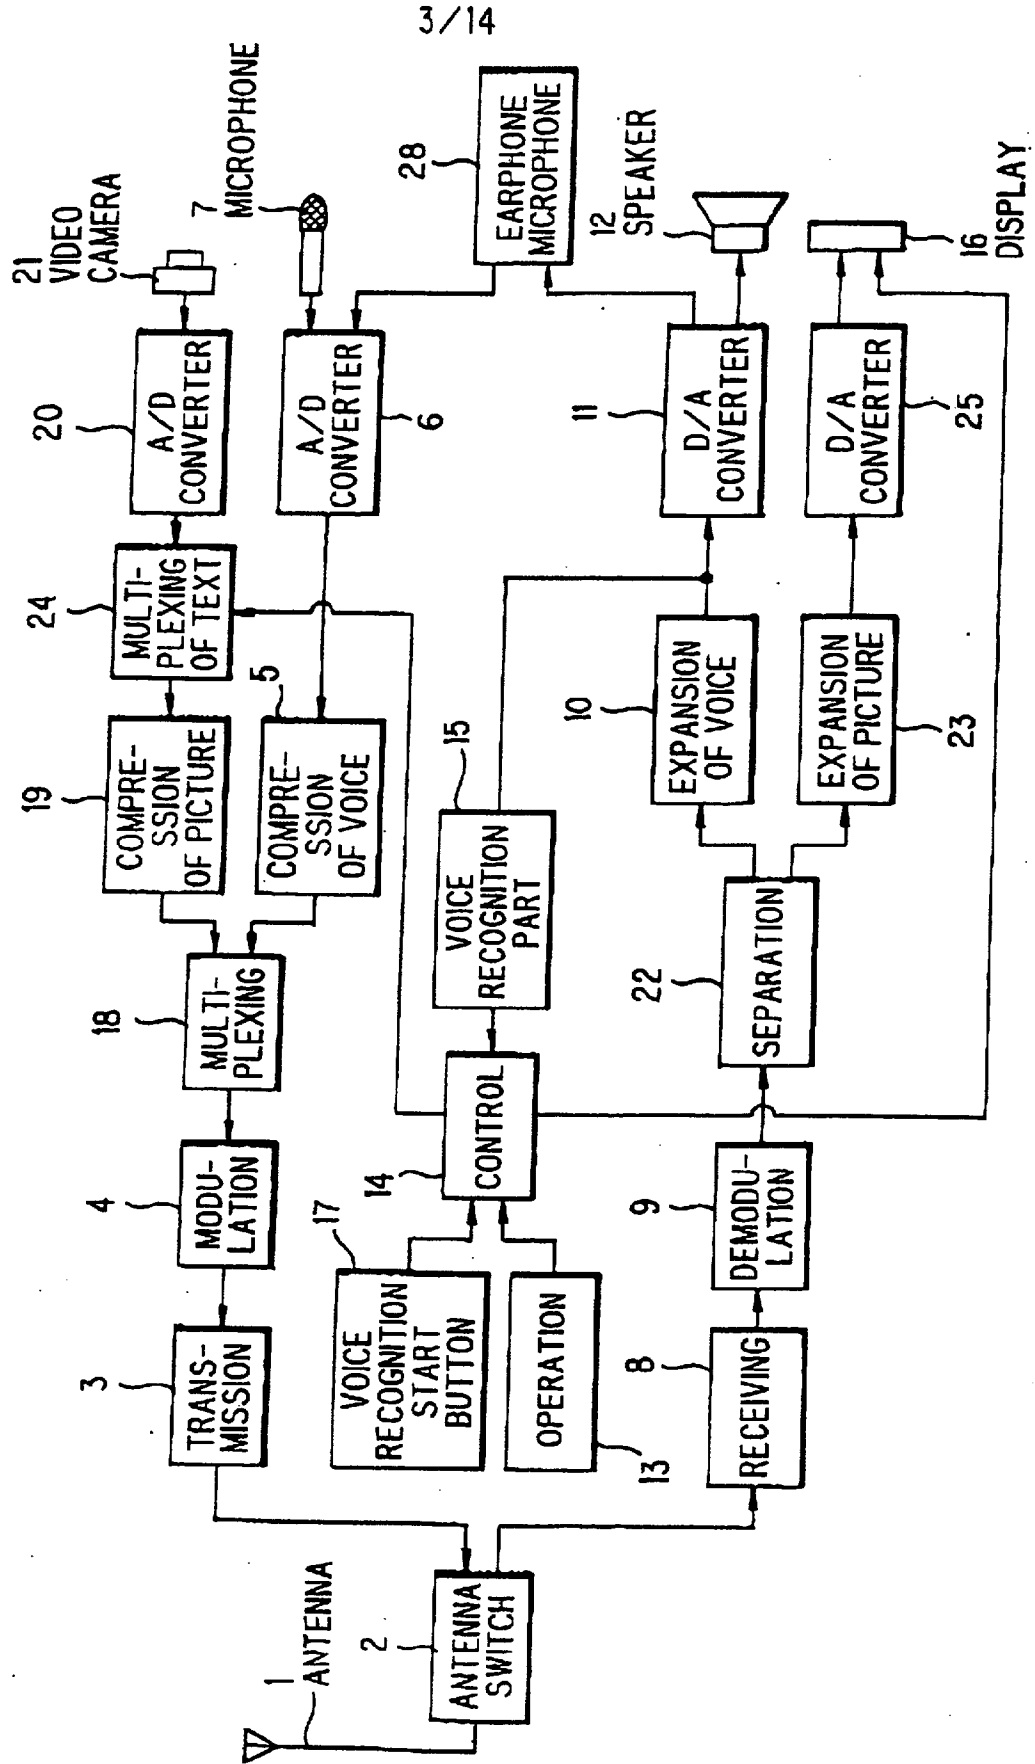 3/14
1 ANTENNA
2
ANTENNA
SWITCH
3
TRANS-
MISSION
4
MODU-
LATION
18
MULTI-
PLEXING
19
COMPRE-
SSION
OF PICTURE
24
MULTI-
PLEXING
OF TEXT
20
A/D
CONVERTER
21
VIDEO
CAMERA
5
COMPRE-
SSION
OF VOICE
6
A/D
CONVERTER
7
MICROPHONE
28
EARPHONE
MICROPHONE
17
VOICE
RECOGNITION
START
BUTTON
13
OPERATION
14
CONTROL
15
VOICE
RECOGNITION
PART
8
RECEIVING
9
DEMODU-
LATION
22
SEPARATION
10
EXPANSION
OF VOICE
11
D/A
CONVERTER
12
SPEAKER
23
EXPANSION
OF PICTURE
25
D/A
CONVERTER
16
DISPLAY